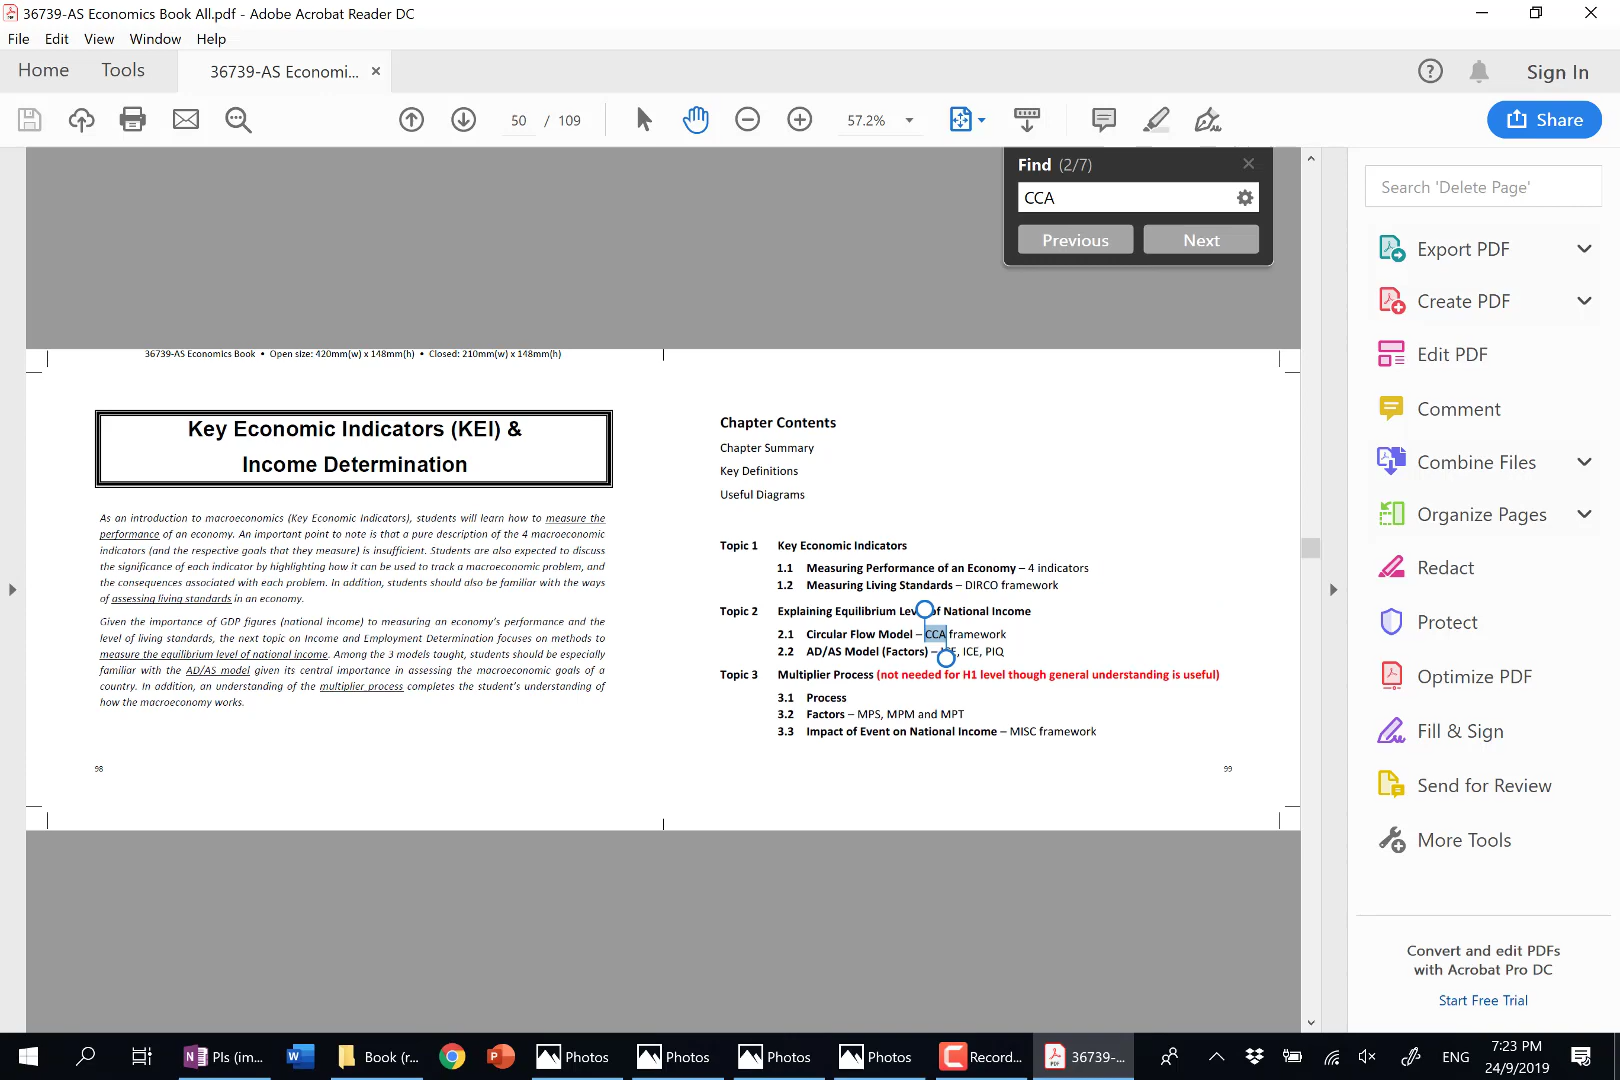 36739-AS Economics Book All.pdf - Adobe Acrobat Reader DC
File Edit View Window Help
Home Tools 36739-AS Economi... × Sign In
50 / 109 57.2% Share
Find (2/7)
CCA
Previous Next
36739-AS Economics Book • Open size: 420mm(w) x 148mm(h) • Closed: 210mm(w) x 148mm(h)
Key Economic Indicators (KEI) &
Income Determination
As an introduction to macroeconomics (Key Economic Indicators), students will learn how to measure the
performance of an economy. An important point to note is that a pure description of the 4 macroeconomic
indicators (and the respective goals that they measure) is insufficient. Students are also expected to discuss
the significance of each indicator by highlighting how it can be used to track a macroeconomic problem, and
the consequences associated with each problem. In addition, students should also be familiar with the ways
of assessing living standards in an economy.
Given the importance of GDP figures (national income) to measuring an economy's performance and the
level of living standards, the next topic on Income and Employment Determination focuses on methods to
measure the equilibrium level of national income. Among the 3 models taught, students should be especially
familiar with the AD/AS model given its central importance in assessing the macroeconomic goals of a
country. In addition, an understanding of the multiplier process completes the student's understanding of
how the macroeconomy works.
98
Chapter Contents
Chapter Summary
Key Definitions
Useful Diagrams
Topic 1 Key Economic Indicators
1.1 Measuring Performance of an Economy – 4 indicators
1.2 Measuring Living Standards – DIRCO framework
Topic 2 Explaining Equilibrium Level of National Income
2.1 Circular Flow Model – CCA framework
2.2 AD/AS Model (Factors) – ICE, PIQ
Topic 3 Multiplier Process (not needed for H1 level though general understanding is useful)
3.1 Process
3.2 Factors – MPS, MPM and MPT
3.3 Impact of Event on National Income – MISC framework
99
Search 'Delete Page'
Export PDF
Create PDF
Edit PDF
Comment
Combine Files
Organize Pages
Redact
Protect
Optimize PDF
Fill & Sign
Send for Review
More Tools
Convert and edit PDFs
with Acrobat Pro DC
Start Free Trial
PIs (im... Book (r... Photos Photos Photos Photos Record... 36739-... ENG 7:23 PM
24/9/2019